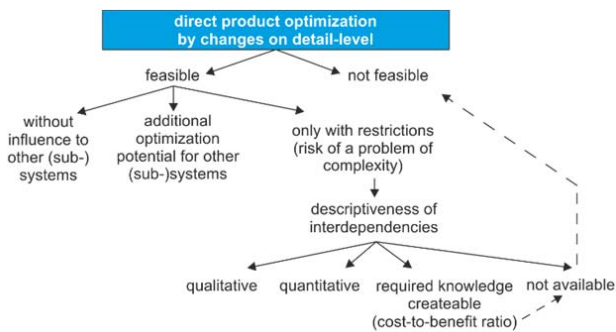 direct product optimization
by changes on detail-level
feasible
not feasible
without
influence to
other (sub-)
systems
additional
optimization
potential for other
(sub-)systems
only with restrictions
(risk of a problem of
complexity)
descriptiveness of
interdependencies
qualitative
quantitative
required knowledge
createable
(cost-to-benefit ratio)
not available